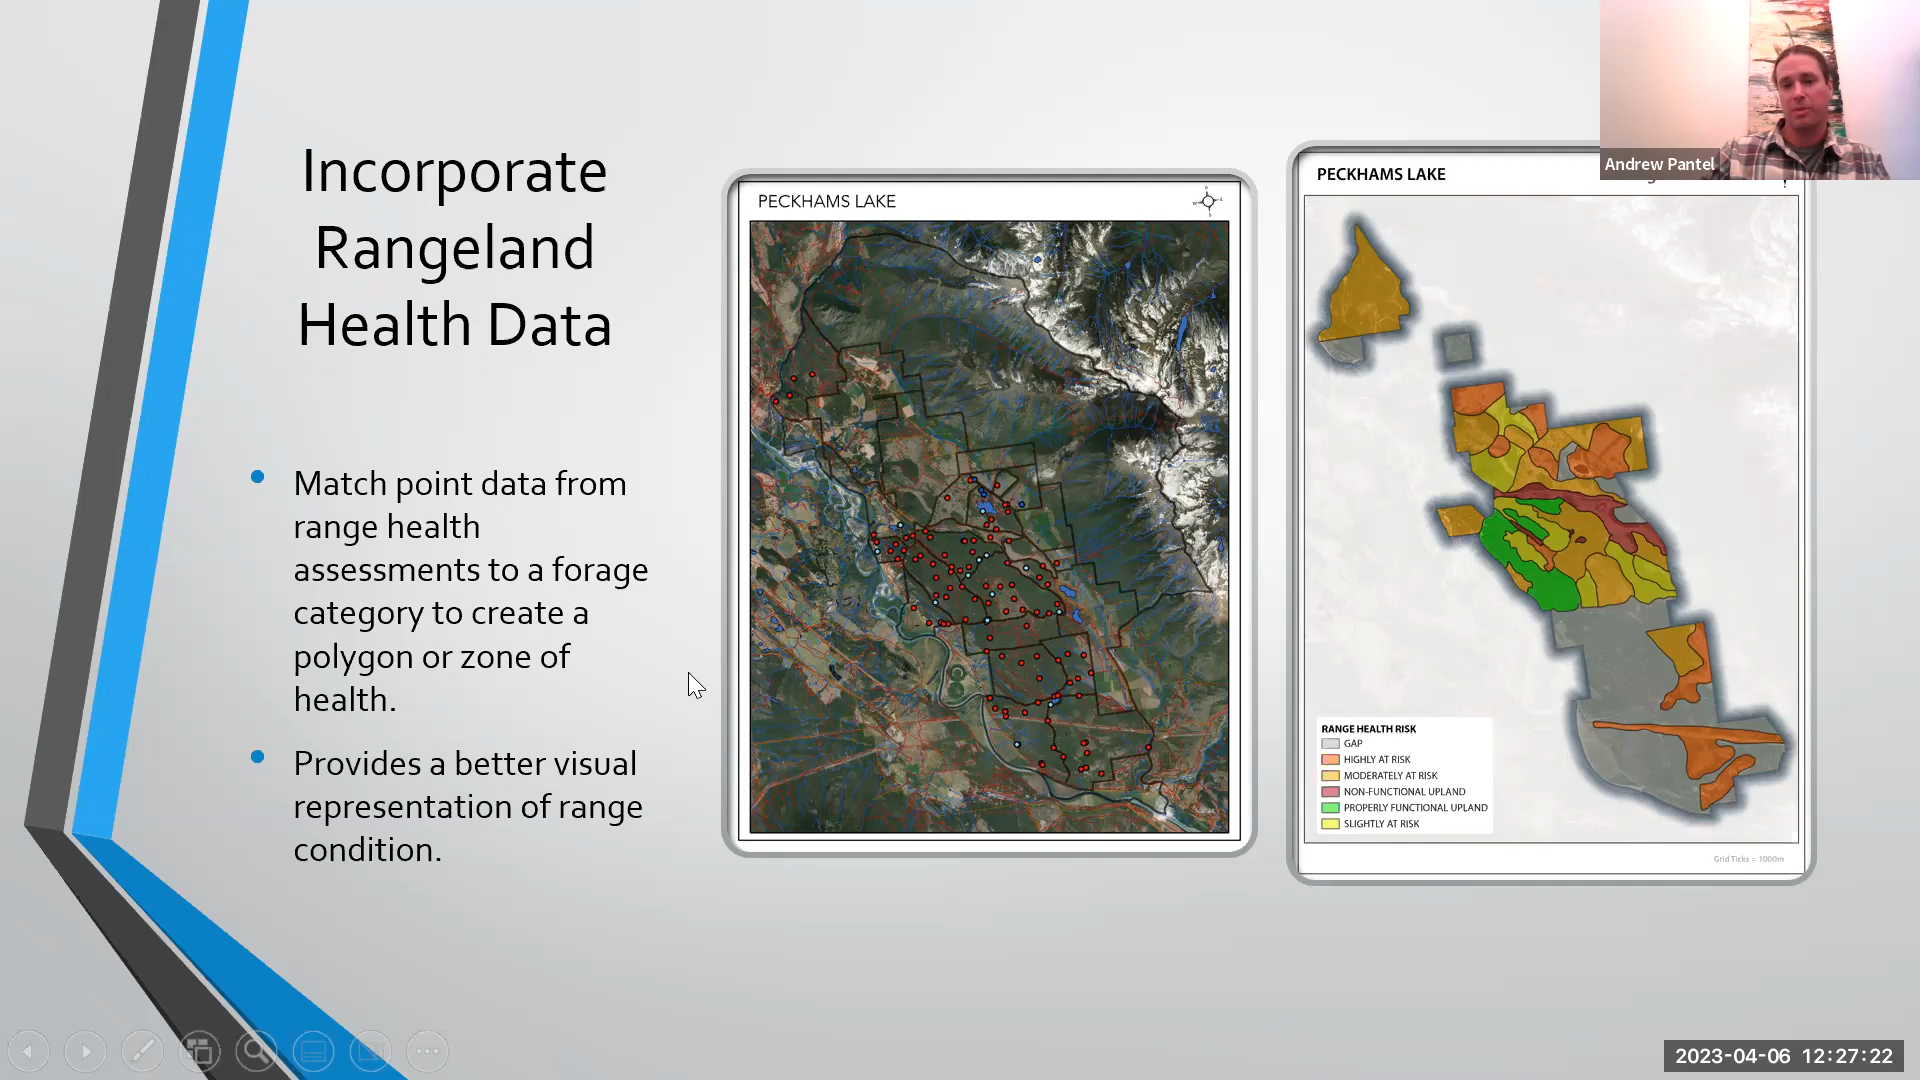 Incorporate
Rangeland
Health Data
Match point data from
range health
assessments to a forage
category to create a
polygon or zone of
health.
Provides a better visual
representation of range
condition.
PECKHAMS LAKE
PECKHAMS LAKE
RANGE HEALTH RISK
GAP
HIGHLY AT RISK
MODERATELY AT RISK
NON-FUNCTIONAL UPLAND
PROPERLY FUNCTIONAL UPLAND
SLIGHTLY AT RISK
Grid Ticks = 1000m
Andrew Pantel
2023-04-06 12:27:22